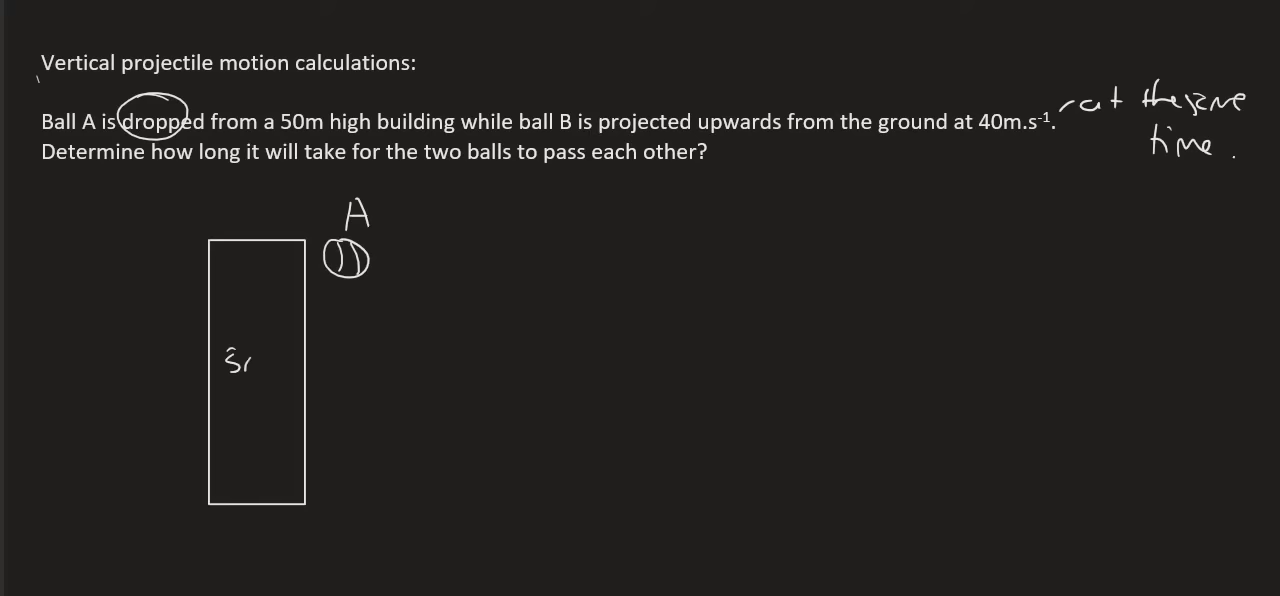 Vertical projectile motion calculations:
Ball A is dropped from a 50m high building while ball B is projected upwards from the ground at 40m.s⁻¹. at the same
time.
Determine how long it will take for the two balls to pass each other?
A